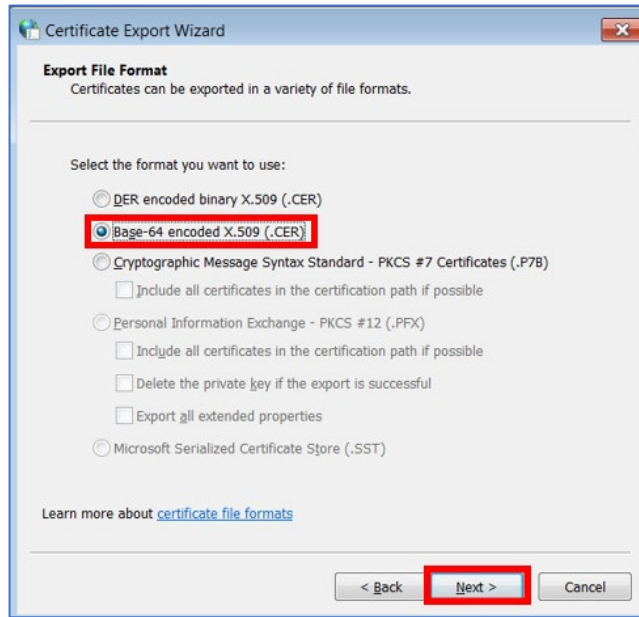 Certificate Export Wizard
Export File Format
Certificates can be exported in a variety of file formats.
Select the format you want to use:
DER encoded binary X.509 (.CER)
Base-64 encoded X.509 (.CER)
Cryptographic Message Syntax Standard - PKCS #7 Certificates (.P7B)
Include all certificates in the certification path if possible
Personal Information Exchange - PKCS #12 (.PFX)
Include all certificates in the certification path if possible
Delete the private key if the export is successful
Export all extended properties
Microsoft Serialized Certificate Store (.SST)
Learn more about certificate file formats
< Back Next > Cancel